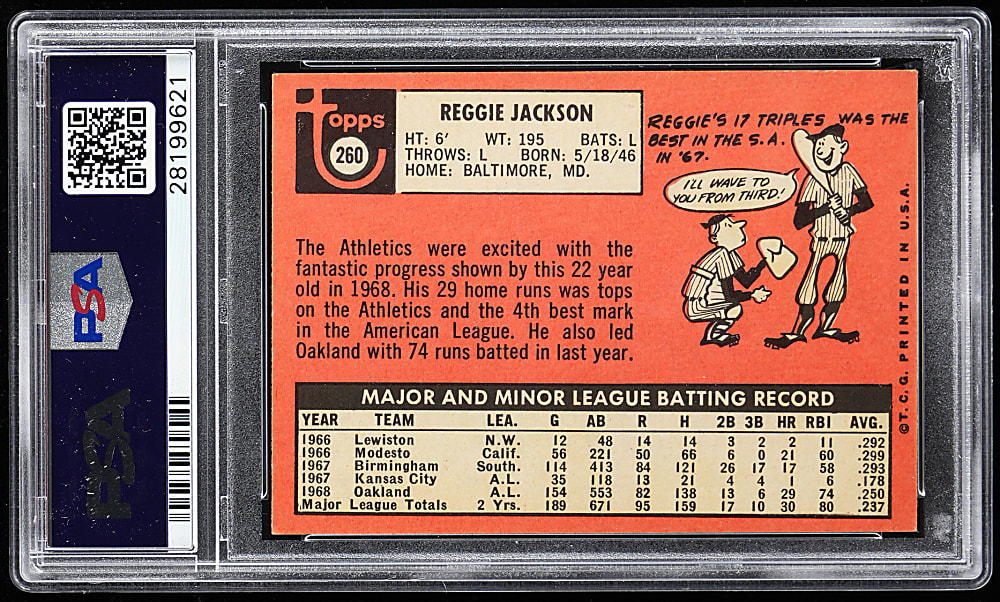 PSA
28199621
PSA
topps
260
REGGIE JACKSON
HT: 6' WT: 195 BATS: L
THROWS: L BORN: 5/18/46
HOME: BALTIMORE, MD.
REGGIE'S 17 TRIPLES WAS THE
BEST IN THE S.A.
IN '67.
I'LL WAVE TO
YOU FROM THIRD!
The Athletics were excited with the
fantastic progress shown by this 22 year
old in 1968. His 29 home runs was tops
on the Athletics and the 4th best mark
in the American League. He also led
Oakland with 74 runs batted in last year.
©T.C.G. PRINTED IN U.S.A.
MAJOR AND MINOR LEAGUE BATTING RECORD
YEAR TEAM LEA. G AB R H 2B 3B HR RBI AVG.
1966 Lewiston N.W. 12 48 14 14 3 2 2 11 .292
1966 Modesto Calif. 56 221 50 66 6 0 21 60 .299
1967 Birmingham South. 114 413 84 121 26 17 17 58 .293
1967 Kansas City A.L. 35 118 13 21 4 4 1 6 .178
1968 Oakland A.L. 154 553 82 138 13 6 29 74 .250
Major League Totals 2 Yrs. 189 671 95 159 17 10 30 80 .237